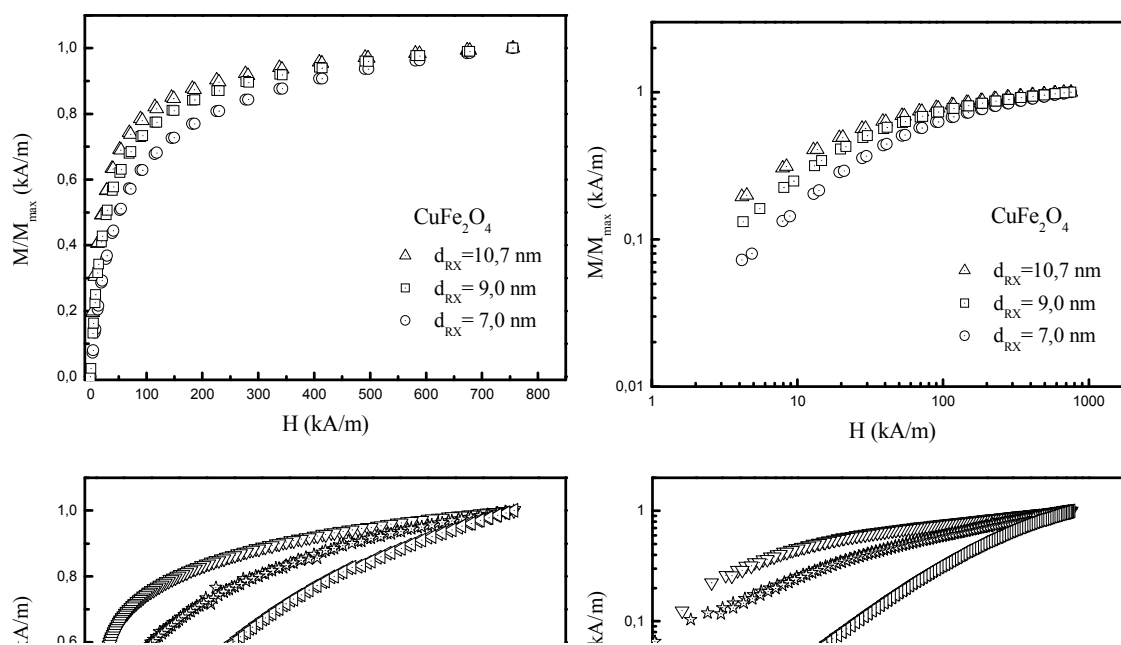 1,0
0,8
0,6
0,4
0,2
0,0
M/M_max (kA/m)
CuFe₂O₄
d_RX=10,7 nm
d_RX= 9,0 nm
d_RX= 7,0 nm
0 100 200 300 400 500 600 700 800
H (kA/m)
1
0,1
0,01
M/M_max (kA/m)
CuFe₂O₄
d_RX=10,7 nm
d_RX= 9,0 nm
d_RX= 7,0 nm
1 10 100 1000
H (kA/m)
1,0
0,8
0,6
kA/m)
1
0,1
kA/m)